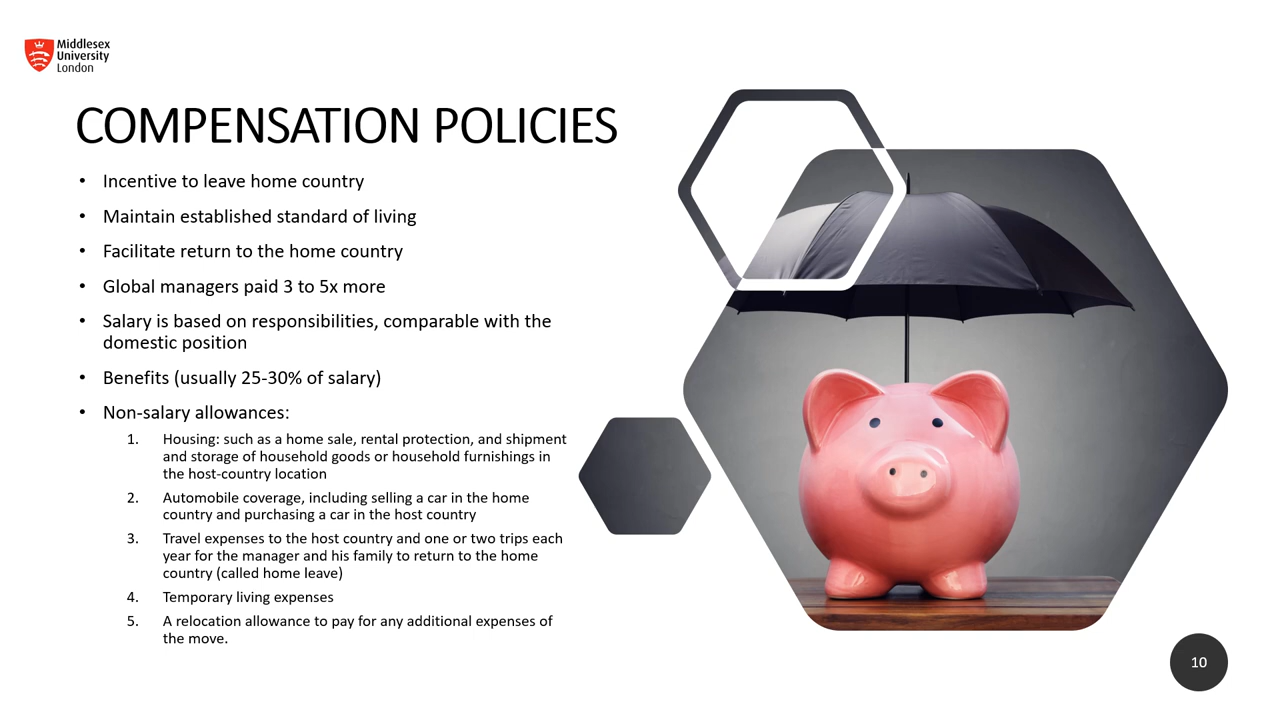 Middlesex
University
London
COMPENSATION POLICIES
• Incentive to leave home country
• Maintain established standard of living
• Facilitate return to the home country
• Global managers paid 3 to 5x more
• Salary is based on responsibilities, comparable with the
domestic position
• Benefits (usually 25-30% of salary)
• Non-salary allowances:
1. Housing: such as a home sale, rental protection, and shipment
and storage of household goods or household furnishings in
the host-country location
2. Automobile coverage, including selling a car in the home
country and purchasing a car in the host country
3. Travel expenses to the host country and one or two trips each
year for the manager and his family to return to the home
country (called home leave)
4. Temporary living expenses
5. A relocation allowance to pay for any additional expenses of
the move.
10